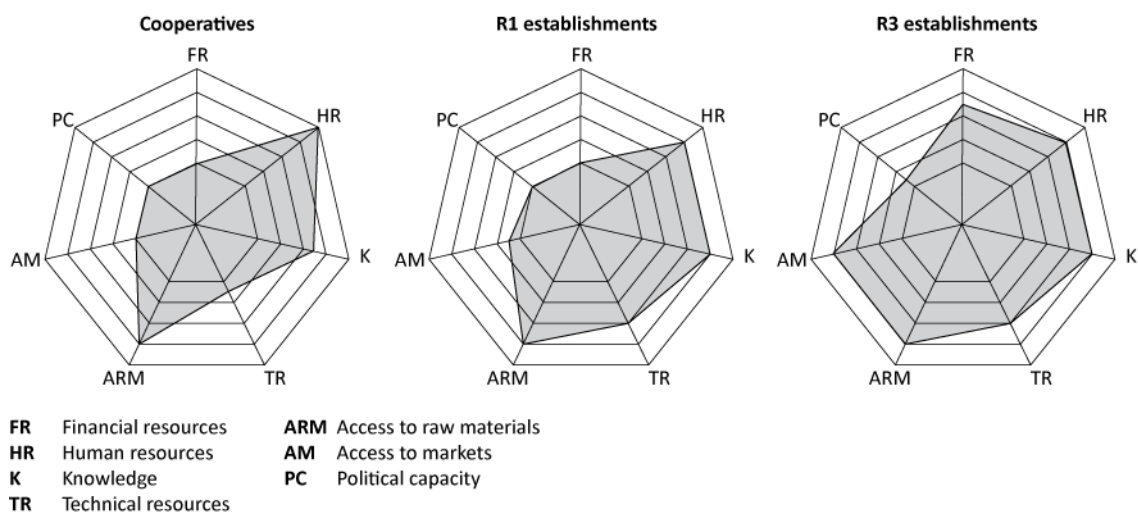 Cooperatives
FR
HR
K
TR
ARM
AM
PC
R1 establishments
FR
HR
K
TR
ARM
AM
PC
R3 establishments
FR
HR
K
TR
ARM
AM
PC
FR Financial resources
HR Human resources
K Knowledge
TR Technical resources
ARM Access to raw materials
AM Access to markets
PC Political capacity